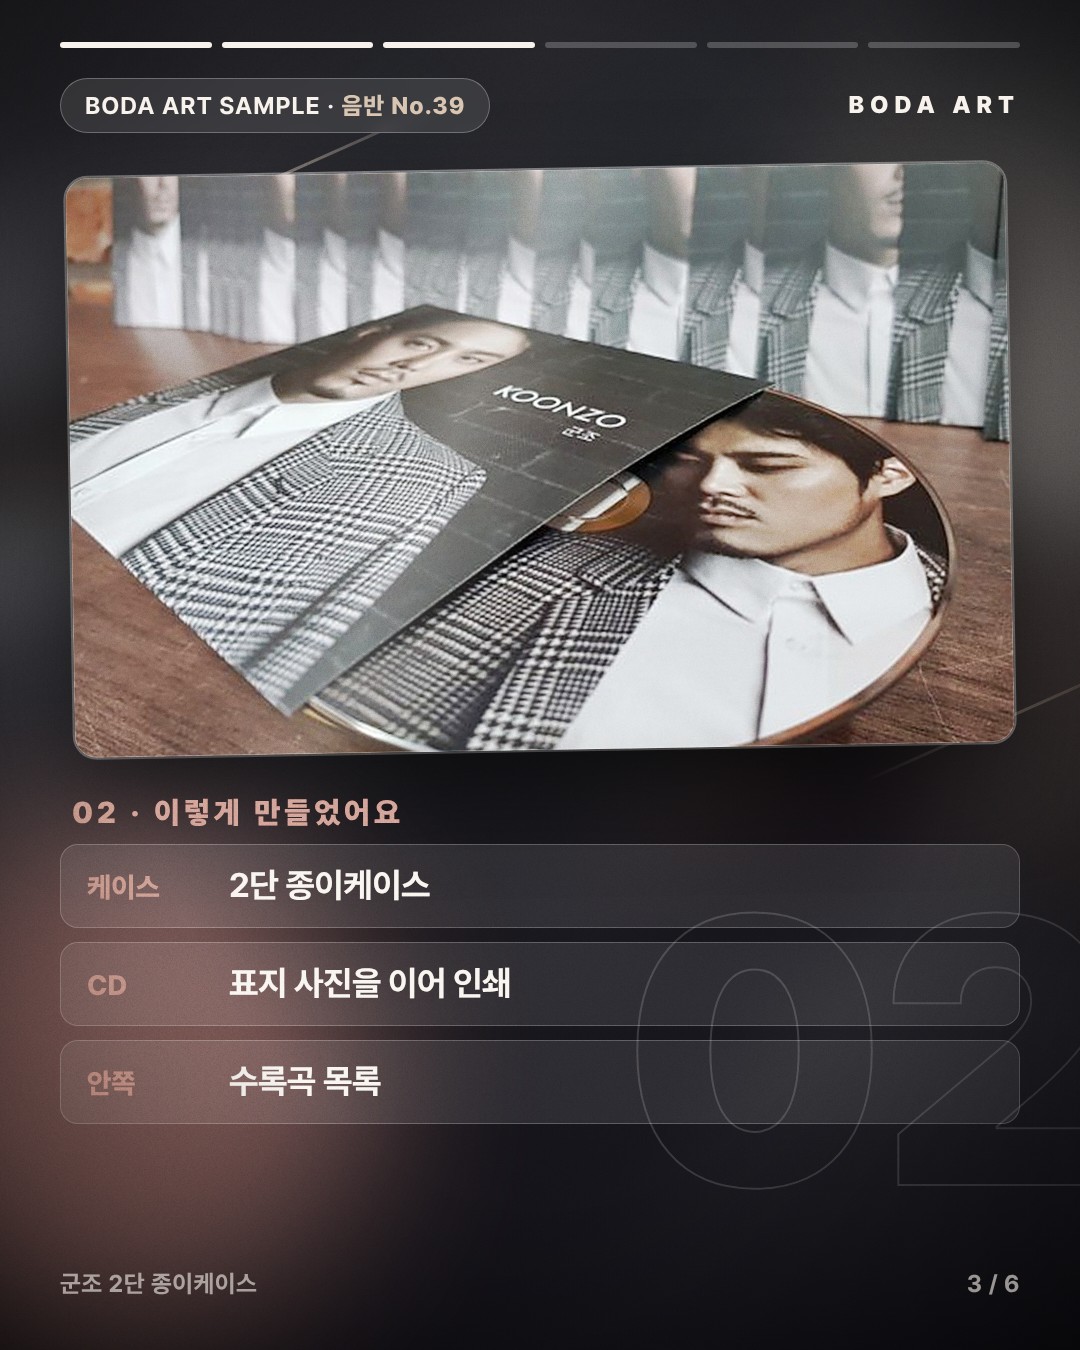 BODA ART SAMPLE · 음반 No.39
BODA ART
KOONZO
군조
02 · 이렇게 만들었어요
케이스 2단 종이케이스
CD 표지 사진을 이어 인쇄
안쪽 수록곡 목록
02
군조 2단 종이케이스
3 / 6